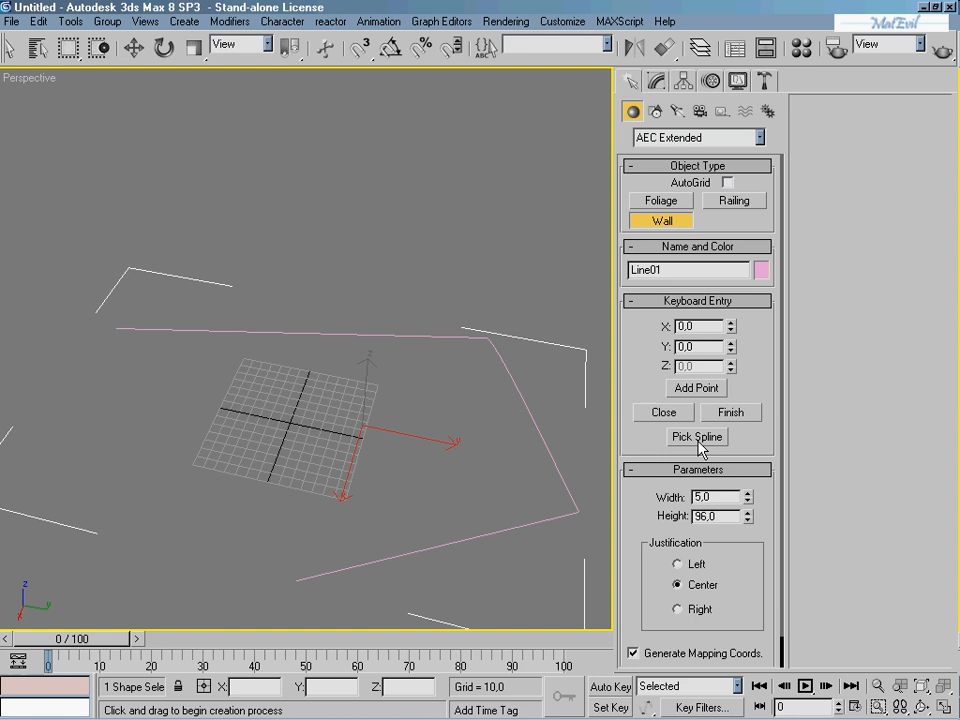 Untitled - Autodesk 3ds Max 8 SP3 - Stand-alone License
File Edit Tools Group Views Create Modifiers Character reactor Animation Graph Editors Rendering Customize MAXScript Help
MatEvil
View 3 % ABC View
Perspective
AEC Extended
- Object Type
AutoGrid
Foliage Railing
Wall
- Name and Color
Line01
- Keyboard Entry
X: 0,0
Y: 0,0
Z: 0,0
Add Point
Close Finish
Pick Spline
- Parameters
Width: 5,0
Height: 96,0
Justification
Left
Center
Right
Generate Mapping Coords.
z
y
x
z
y
x
< 0 / 100 >
0 10 20 30 40 50 60 70 80 90 100
1 Shape Sele X: Y: Z: Grid = 10,0 Auto Key Selected
Click and drag to begin creation process Add Time Tag Set Key Key Filters... 0